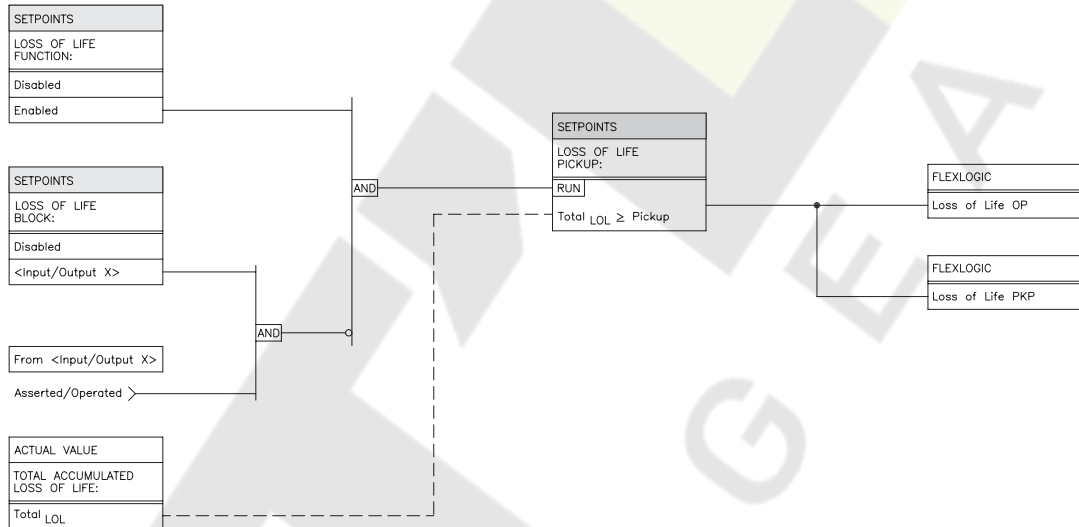 SETPOINTS
LOSS OF LIFE
FUNCTION:
Disabled
Enabled
SETPOINTS
LOSS OF LIFE
BLOCK:
Disabled
<Input/Output X>
AND
From <Input/Output X>
Asserted/Operated
ACTUAL VALUE
TOTAL ACCUMULATED
LOSS OF LIFE:
Total LOL
AND
SETPOINTS
LOSS OF LIFE
PICKUP:
RUN
Total LOL ≥ Pickup
FLEXLOGIC
Loss of Life OP
FLEXLOGIC
Loss of Life PKP
G E A